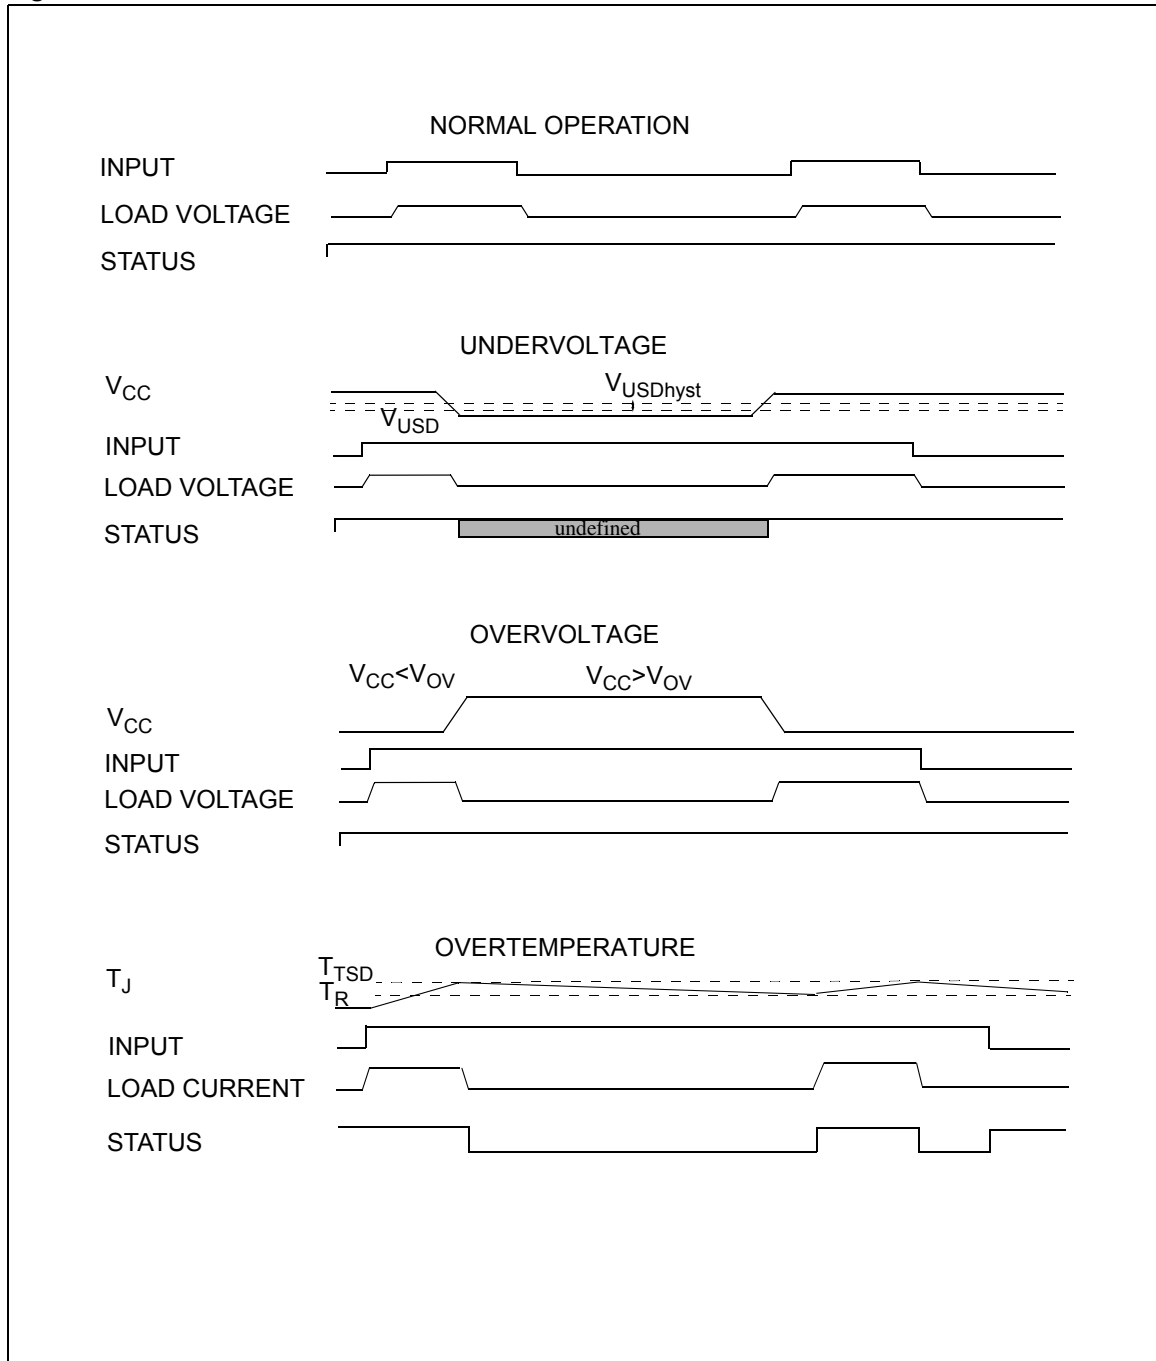 NORMAL OPERATION
INPUT
LOAD VOLTAGE
STATUS
UNDERVOLTAGE
VCC
VUSDhyst
VUSD
INPUT
LOAD VOLTAGE
STATUS
undefined
OVERVOLTAGE
VCC<VOV
VCC>VOV
VCC
INPUT
LOAD VOLTAGE
STATUS
OVERTEMPERATURE
TJ
TTSD
TR
INPUT
LOAD CURRENT
STATUS